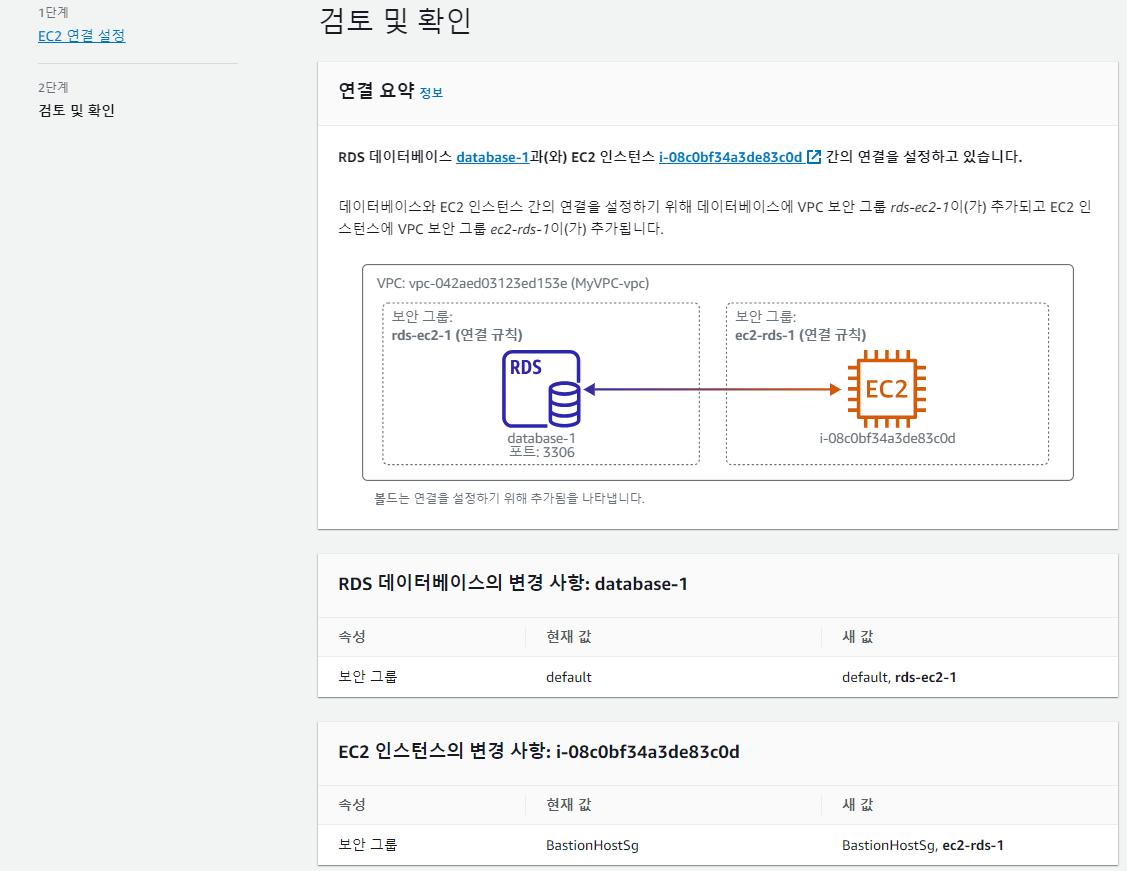 1단계
EC2 연결 설정
2단계
검토 및 확인
검토 및 확인
연결 요약 정보
RDS 데이터베이스 database-1과(와) EC2 인스턴스 i-08c0bf34a3de83c0d 간의 연결을 설정하고 있습니다.
데이터베이스와 EC2 인스턴스 간의 연결을 설정하기 위해 데이터베이스에 VPC 보안 그룹 rds-ec2-1이(가) 추가되고 EC2 인
스턴스에 VPC 보안 그룹 ec2-rds-1이(가) 추가됩니다.
VPC: vpc-042aed03123ed153e (MyVPC-vpc)
보안 그룹:
rds-ec2-1 (연결 규칙)
RDS
database-1
포트: 3306
보안 그룹:
ec2-rds-1 (연결 규칙)
EC2
i-08c0bf34a3de83c0d
볼드는 연결을 설정하기 위해 추가됨을 나타냅니다.
RDS 데이터베이스의 변경 사항: database-1
속성 현재 값 새 값
보안 그룹 default default, rds-ec2-1
EC2 인스턴스의 변경 사항: i-08c0bf34a3de83c0d
속성 현재 값 새 값
보안 그룹 BastionHostSg BastionHostSg, ec2-rds-1